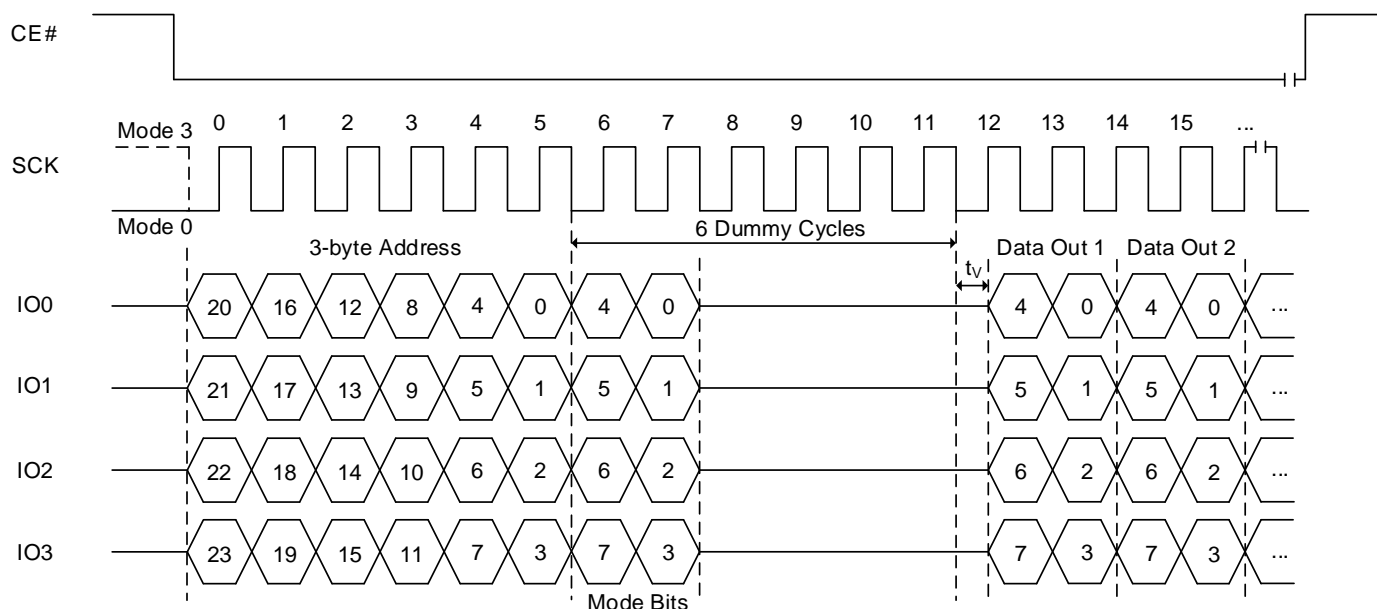 CE#
Mode 3 0 1 2 3 4 5 6 7 8 9 10 11 12 13 14 15 ...
SCK
Mode 0
3-byte Address 6 Dummy Cycles Data Out 1 Data Out 2
tV
IO0 20 16 12 8 4 0 4 0 4 0 4 0 ...
IO1 21 17 13 9 5 1 5 1 5 1 5 1 ...
IO2 22 18 14 10 6 2 6 2 6 2 6 2 ...
IO3 23 19 15 11 7 3 7 3 7 3 7 3 ...
Mode Bits